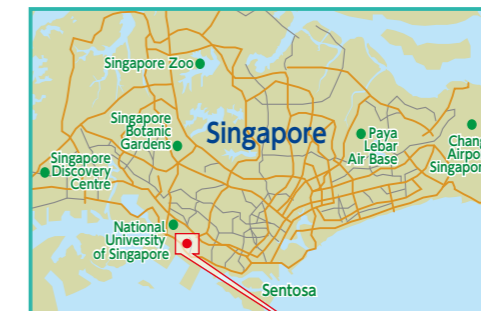 Singapore Zoo
Singapore
Botanic
Gardens
Singapore
Paya
Lebar
Air Base
Singapore
Discovery
Centre
National
University
of Singapore
Sentosa